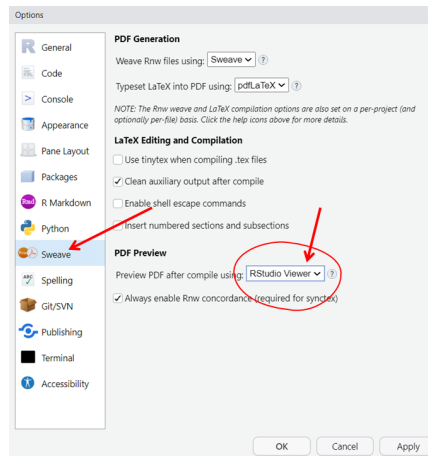 Options
R General
Code
Console
Appearance
Pane Layout
Packages
Rmd R Markdown
Python
Sweave
ABC Spelling
Git/SVN
Publishing
Terminal
Accessibility
PDF Generation
Weave Rnw files using: Sweave ?
Typeset LaTeX into PDF using: pdfLaTeX ?
NOTE: The Rnw weave and LaTeX compilation options are also set on a per-project (and
optionally per-file) basis. Click the help icons above for more details.
LaTeX Editing and Compilation
Use tinytex when compiling .tex files
Clean auxiliary output after compile
Enable shell escape commands
Insert numbered sections and subsections
PDF Preview
Preview PDF after compile using: RStudio Viewer ?
Always enable Rnw concordance (required for synctex)
OK Cancel Apply